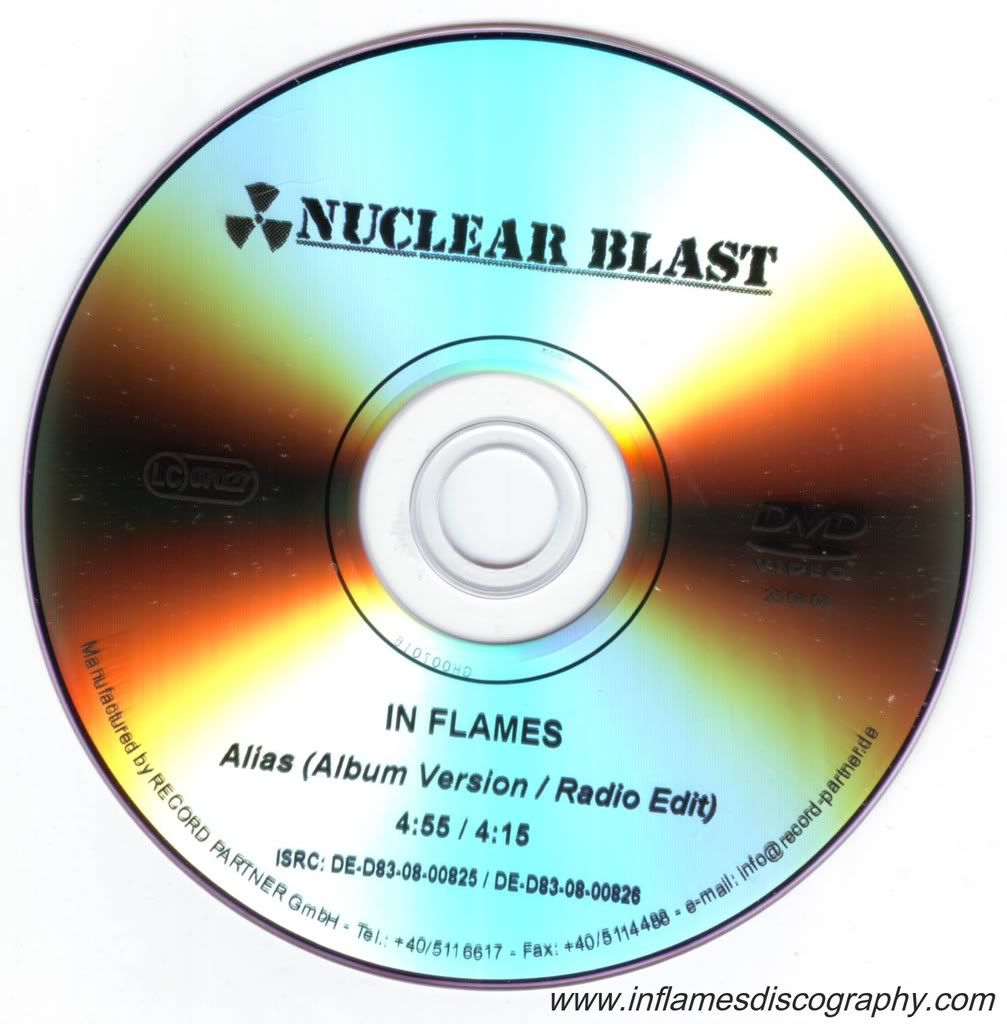 NUCLEAR BLAST
LC 07027
DVD
VIDEO
IN FLAMES
Alias (Album Version / Radio Edit)
4:55 / 4:15
ISRC: DE-D83-08-00825 / DE-D83-08-00826
Manufactured by RECORD PARTNER GmbH - Tel.: +40/5116617 - Fax: +40/5114488 - e-mail: info@record-partner.de
www.inflamesdiscography.com